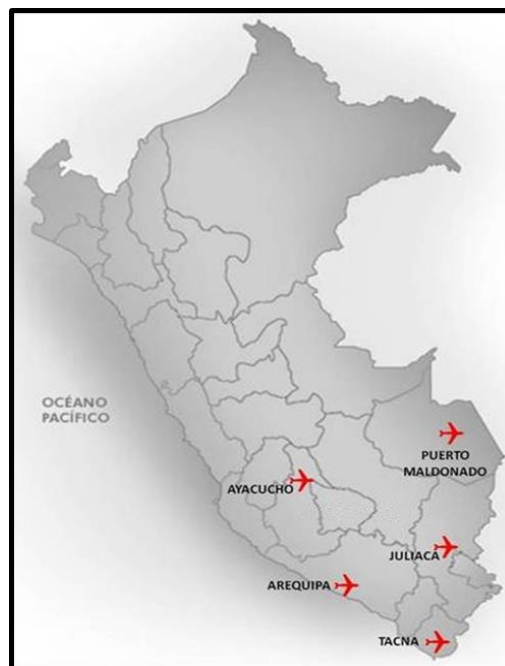 OCÉANO
PACÍFICO
PUERTO
MALDONADO
AYACUCHO
JULIACA
AREQUIPA
TACNA